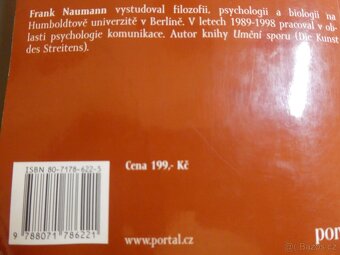 Frank Naumann vystudoval filozofii, psychologii a biologii na
Humboldtově univerzitě v Berlíně. V letech 1989-1998 pracoval v ob-
lasti psychologie komunikace. Autor knihy Umění sporu (Die Kunst
des Streitens).
ISBN 80-7178-622-5
Cena 199,- Kč
9 788071 786221
www.portal.cz
por
Bazos.cz